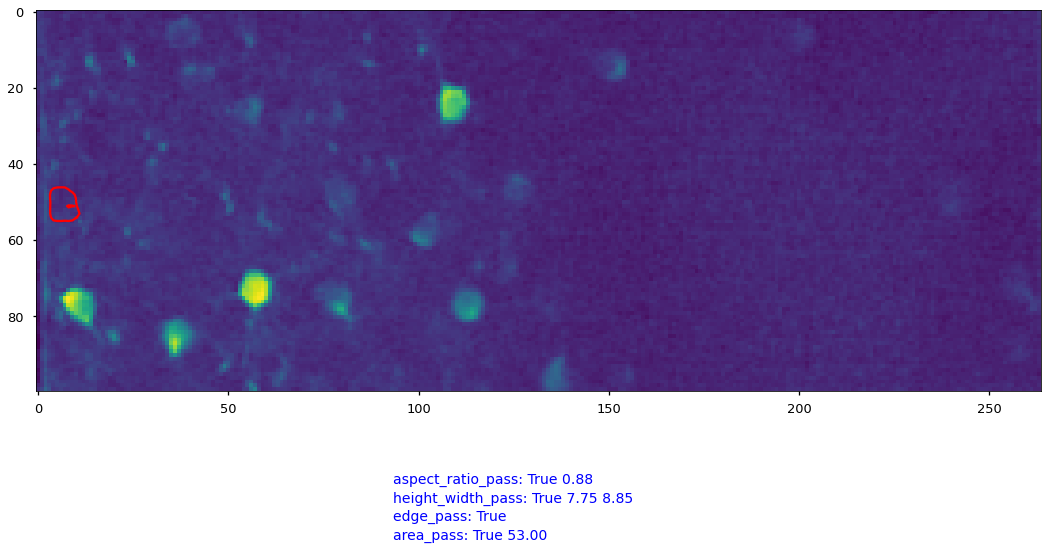 0
20
40
60
80
0 50 100 150 200 250
aspect_ratio_pass: True 0.88
height_width_pass: True 7.75 8.85
edge_pass: True
area_pass: True 53.00